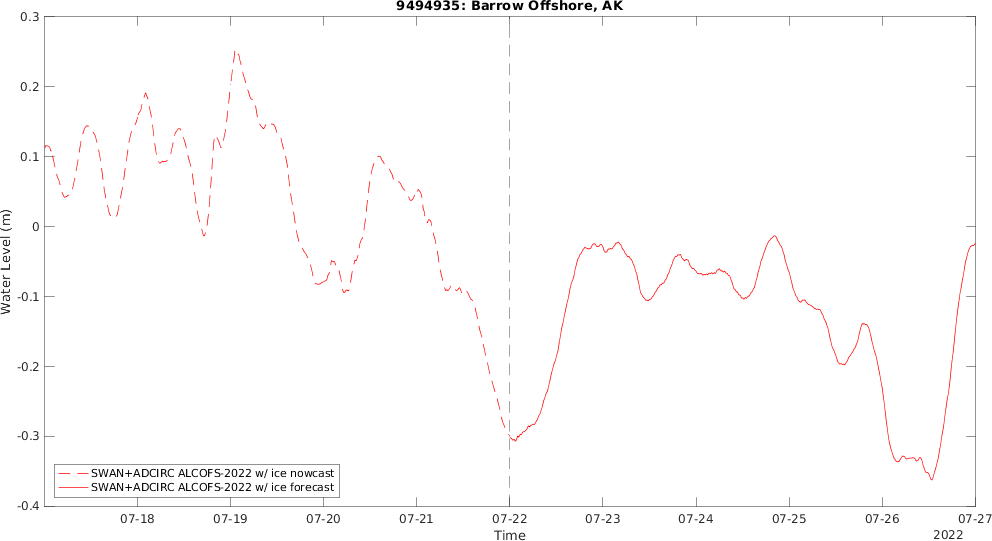 9494935: Barrow Offshore, AK
0.3
0.2
0.1
0
-0.1
-0.2
-0.3
-0.4
Water Level (m)
SWAN+ADCIRC ALCOFS-2022 w/ ice nowcast
SWAN+ADCIRC ALCOFS-2022 w/ ice forecast
07-18 07-19 07-20 07-21 07-22 07-23 07-24 07-25 07-26 07-27
Time
2022